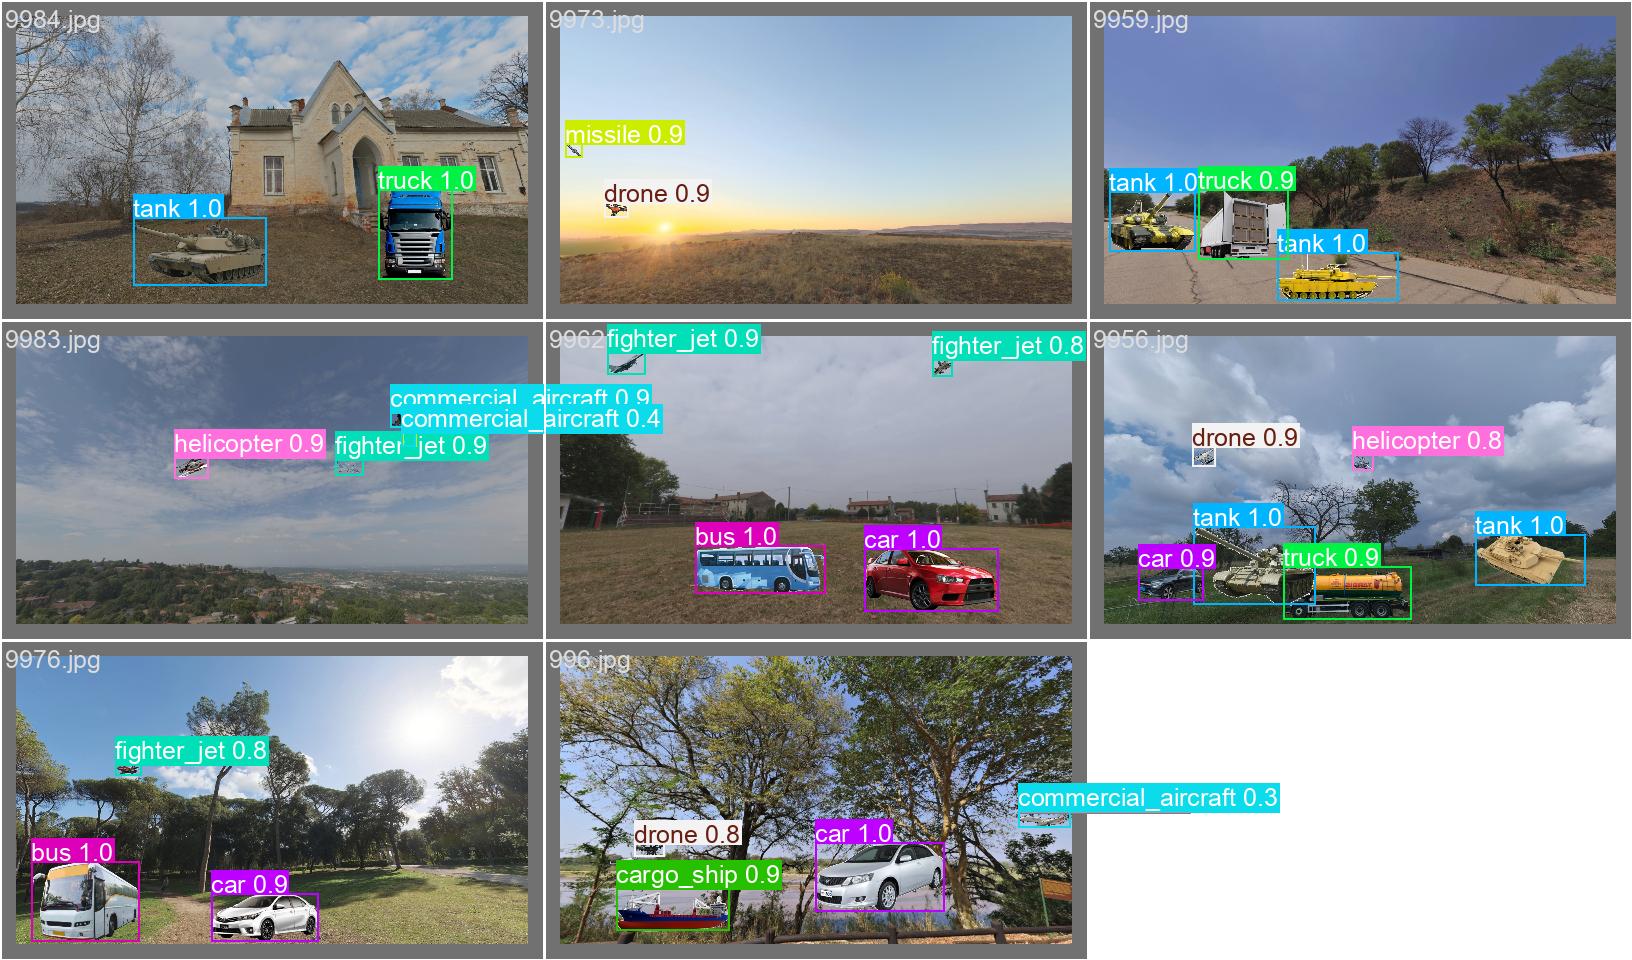 9984.jpg
tank 1.0
truck 1.0
9973.jpg
missile 0.9
drone 0.9
9959.jpg
tank 1.0
truck 0.9
tank 1.0
9983.jpg
commercial_aircraft 0.9
commercial_aircraft 0.4
helicopter 0.9
fighter_jet 0.9
9962
fighter_jet 0.9
fighter_jet 0.8
bus 1.0
car 1.0
9956.jpg
drone 0.9
helicopter 0.8
tank 1.0
tank 1.0
car 0.9
truck 0.9
9976.jpg
fighter_jet 0.8
bus 1.0
car 0.9
996.jpg
commercial_aircraft 0.3
drone 0.8
car 1.0
cargo_ship 0.9